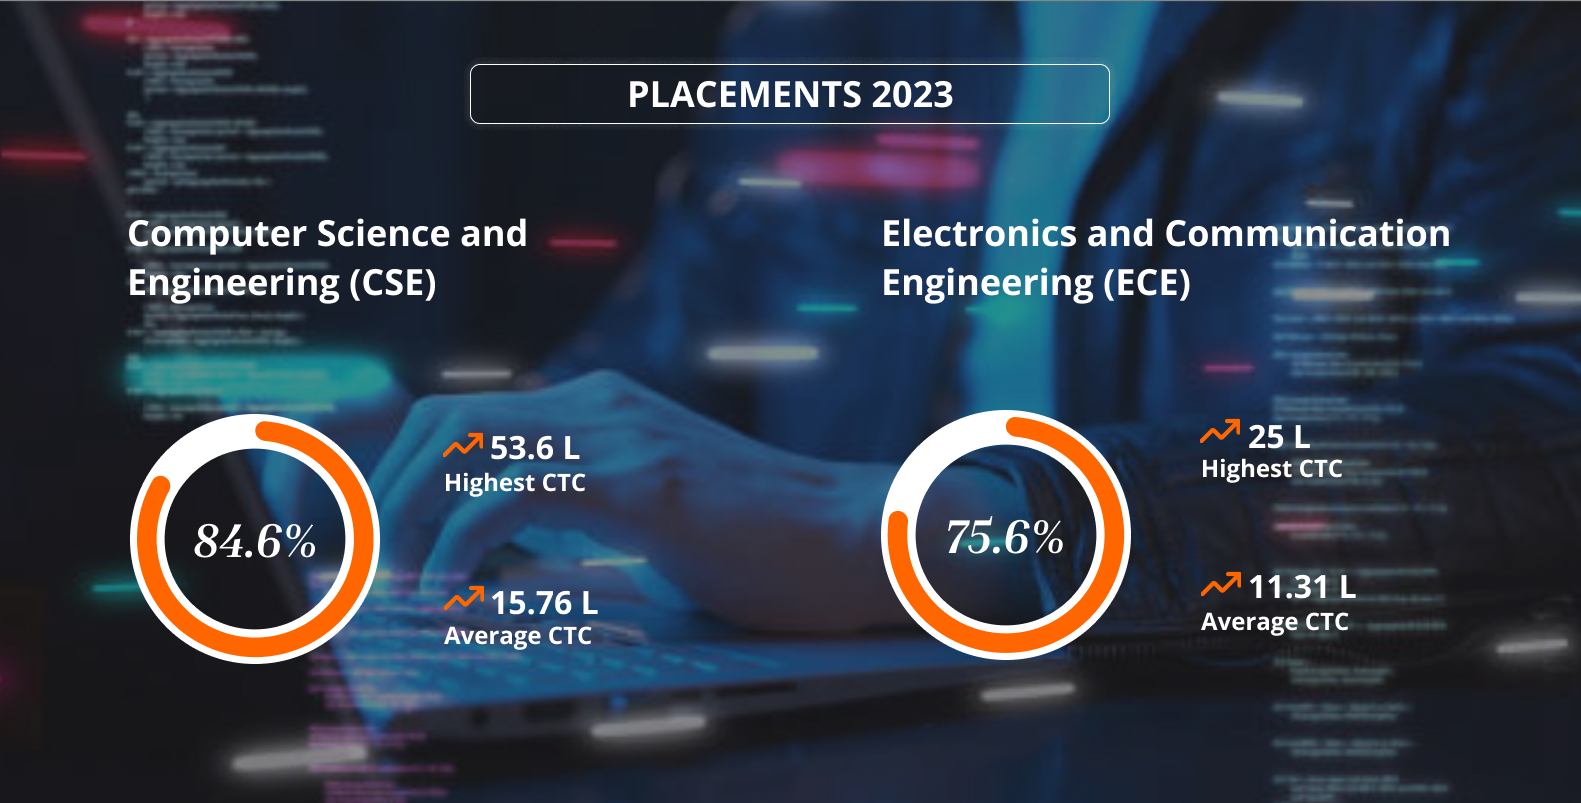 PLACEMENTS 2023
Computer Science and
Engineering (CSE)
84.6%
53.6 L
Highest CTC
15.76 L
Average CTC
Electronics and Communication
Engineering (ECE)
75.6%
25 L
Highest CTC
11.31 L
Average CTC